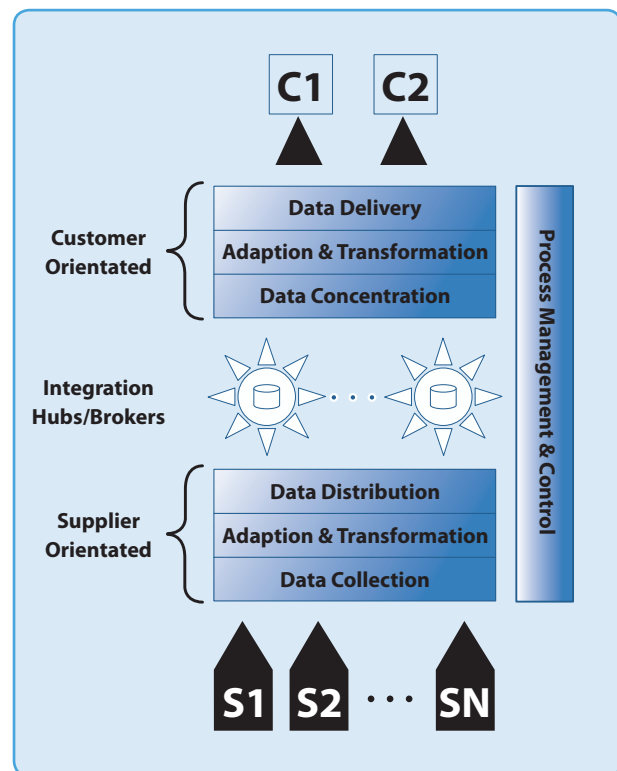 C1 C2
Data Delivery
Customer
Orientated
Adaption & Transformation
Data Concentration
Integration
Hubs/Brokers
Data Distribution
Supplier
Orientated
Adaption & Transformation
Data Collection
Process Management & Control
S1 S2 ... SN